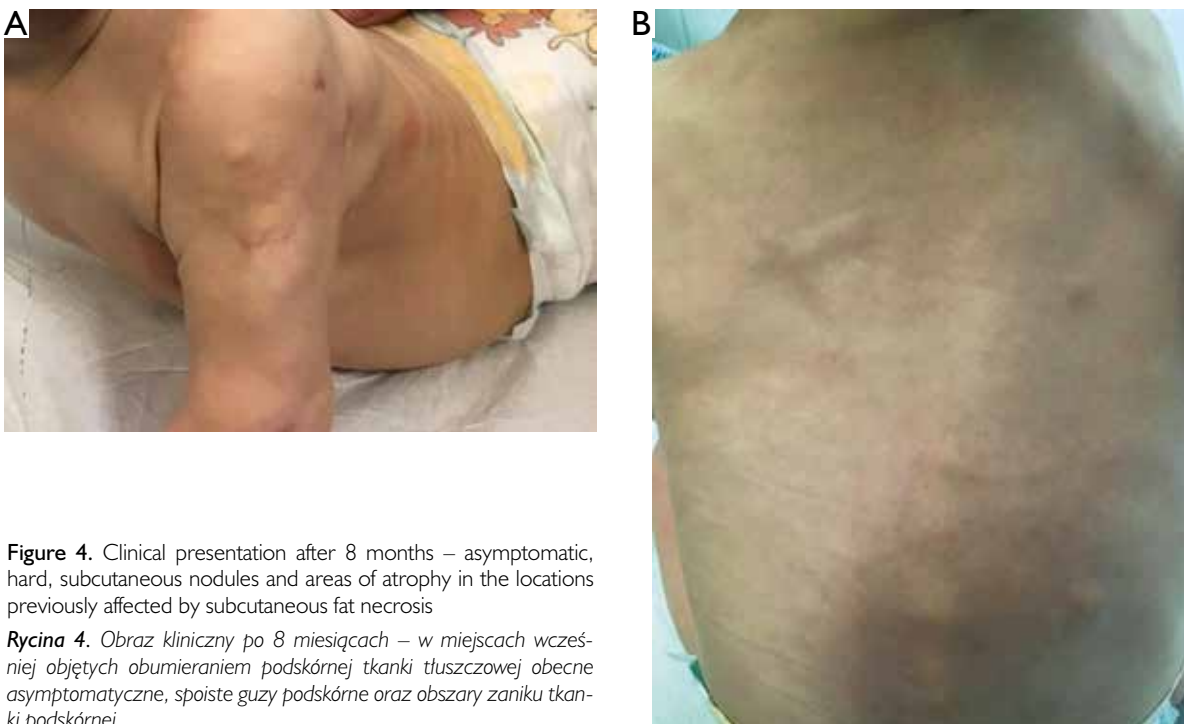 A
B
Figure 4. Clinical presentation after 8 months – asymptomatic,
hard, subcutaneous nodules and areas of atrophy in the locations
previously affected by subcutaneous fat necrosis
Rycina 4. Obraz kliniczny po 8 miesiącach – w miejscach wcześ-
niej objętych obumieraniem podskórnej tkanki tłuszczowej obecne
asymptomatyczne, spoiste guzy podskórne oraz obszary zaniku tkan-
ki podskórnej